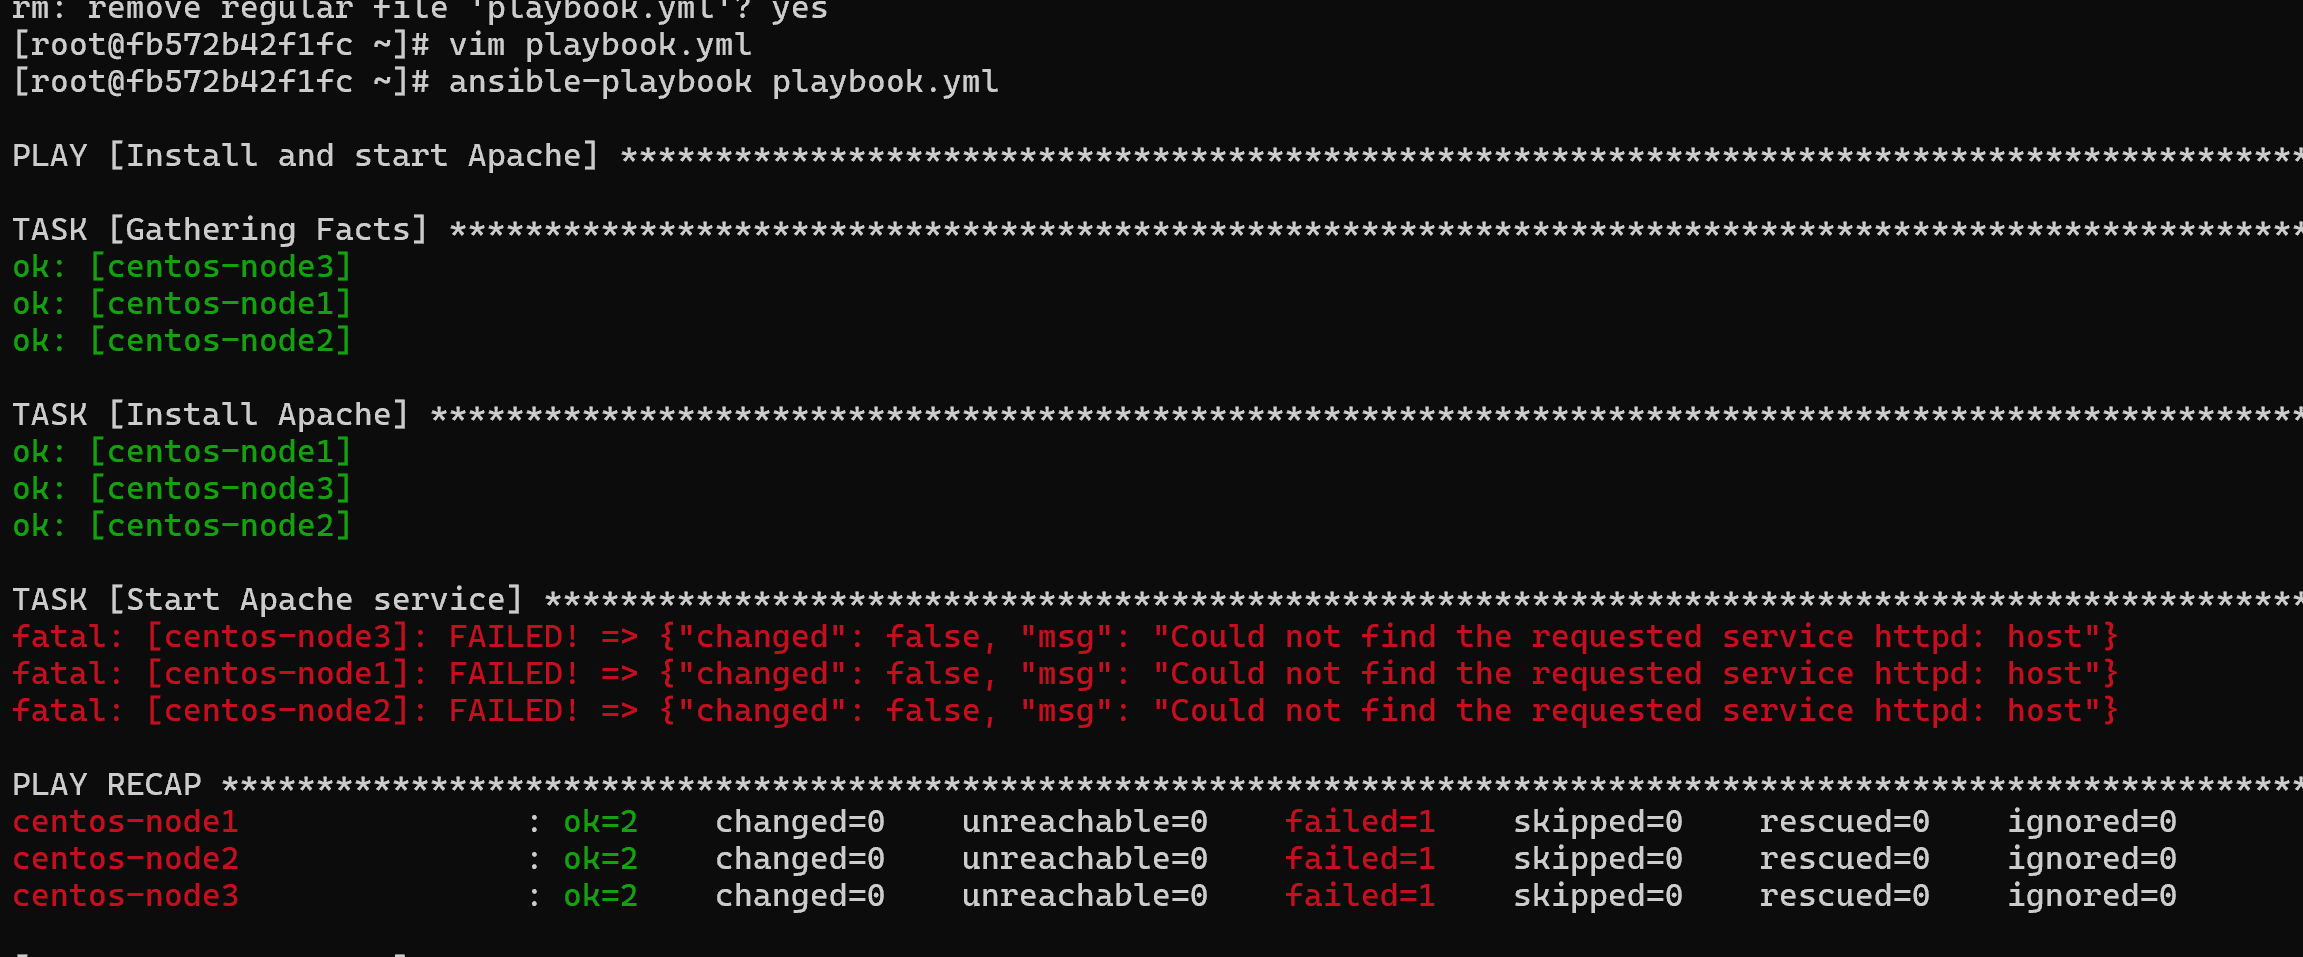 rm: remove regular file 'playbook.yml'? yes
[root@fb572b42f1fc ~]# vim playbook.yml
[root@fb572b42f1fc ~]# ansible-playbook playbook.yml
PLAY [Install and start Apache] ****************************************************************************************
TASK [Gathering Facts] *************************************************************************************************
ok: [centos-node3]
ok: [centos-node1]
ok: [centos-node2]
TASK [Install Apache] **************************************************************************************************
ok: [centos-node1]
ok: [centos-node3]
ok: [centos-node2]
TASK [Start Apache service] ********************************************************************************************
fatal: [centos-node3]: FAILED! => {"changed": false, "msg": "Could not find the requested service httpd: host"}
fatal: [centos-node1]: FAILED! => {"changed": false, "msg": "Could not find the requested service httpd: host"}
fatal: [centos-node2]: FAILED! => {"changed": false, "msg": "Could not find the requested service httpd: host"}
PLAY RECAP *************************************************************************************************************
centos-node1 : ok=2 changed=0 unreachable=0 failed=1 skipped=0 rescued=0 ignored=0
centos-node2 : ok=2 changed=0 unreachable=0 failed=1 skipped=0 rescued=0 ignored=0
centos-node3 : ok=2 changed=0 unreachable=0 failed=1 skipped=0 rescued=0 ignored=0